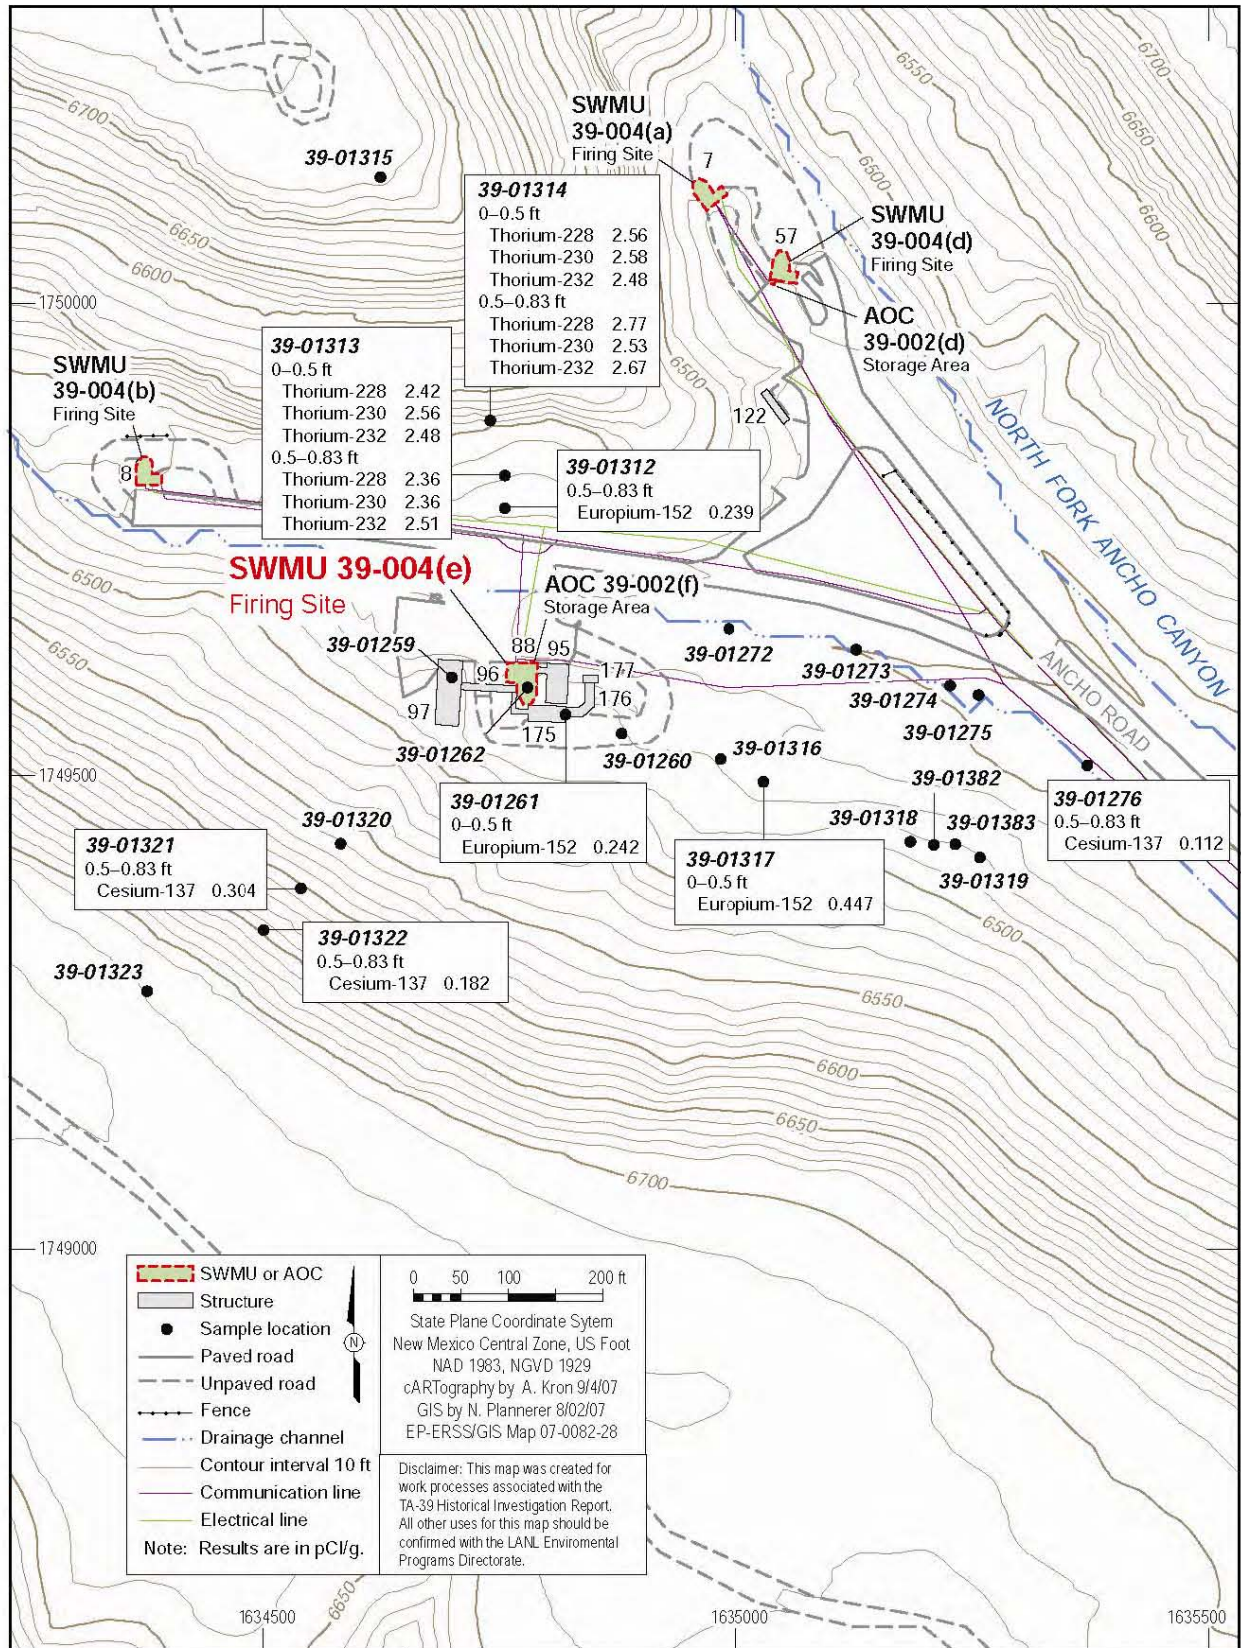 6700
6550
6700
6650
SWMU
39-004(a)
Firing Site
7
39-01315
39-01314
0–0.5 ft
Thorium-228 2.56
Thorium-230 2.58
Thorium-232 2.48
0.5–0.83 ft
Thorium-228 2.77
Thorium-230 2.53
Thorium-232 2.67
6500
6600
SWMU
39-004(d)
Firing Site
57
6650
6600
1750000
AOC
39-002(d)
Storage Area
39-01313
0–0.5 ft
Thorium-228 2.42
Thorium-230 2.56
Thorium-232 2.48
0.5–0.83 ft
Thorium-228 2.36
Thorium-230 2.36
Thorium-232 2.51
SWMU
39-004(b)
Firing Site
8
6550
6500
122
NORTH FORK ANCHO CANYON
39-01312
0.5–0.83 ft
Europium-152 0.239
6500
SWMU 39-004(e)
Firing Site
AOC 39-002(f)
Storage Area
88
95
39-01259
96
177
176
97
175
39-01262
39-01260
39-01272
39-01273
39-01274
39-01275
ANCHO ROAD
6550
1749500
39-01316
39-01261
0–0.5 ft
Europium-152 0.242
39-01382
39-01318
39-01383
39-01319
39-01276
0.5–0.83 ft
Cesium-137 0.112
39-01320
39-01321
0.5–0.83 ft
Cesium-137 0.304
39-01317
0–0.5 ft
Europium-152 0.447
39-01322
0.5–0.83 ft
Cesium-137 0.182
39-01323
6500
6550
6600
6650
6700
1749000
SWMU or AOC
Structure
Sample location
Paved road
Unpaved road
Fence
Drainage channel
Contour interval 10 ft
Communication line
Electrical line
Note: Results are in pCl/g.
N
0 50 100 200 ft
State Plane Coordinate Sytem
New Mexico Central Zone, US Foot
NAD 1983, NGVD 1929
cARTography by A. Kron 9/4/07
GIS by N. Plannerer 8/02/07
EP-ERSS/GIS Map 07-0082-28
Disclaimer: This map was created for
work processes associated with the
TA-39 Historical Investigation Report.
All other uses for this map should be
confirmed with the LANL Enviromental
Programs Directorate.
6650
6650
1634500
1635000
1635500